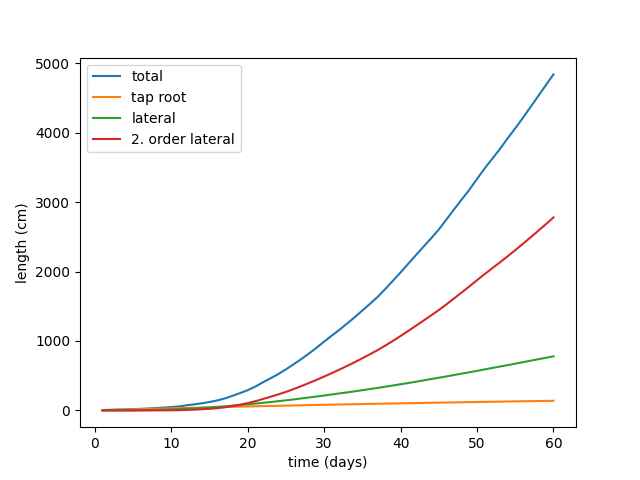 5000
4000
3000
2000
1000
0
length (cm)
total
tap root
lateral
2. order lateral
0 10 20 30 40 50 60
time (days)